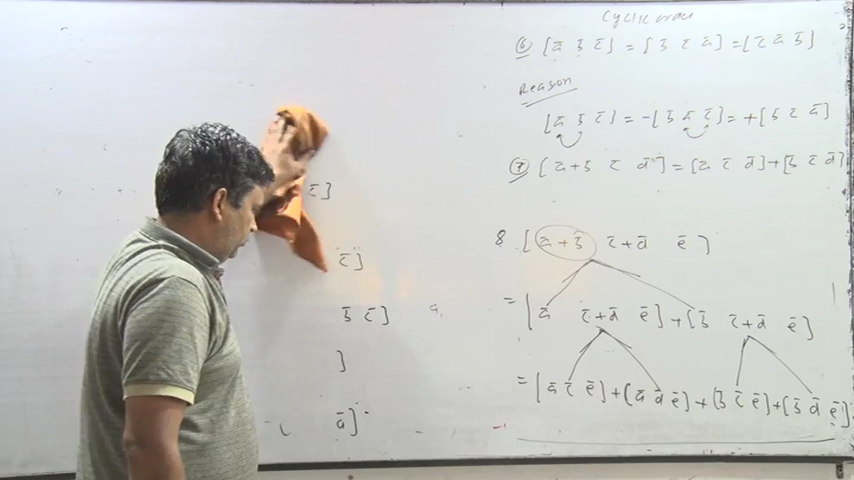 c̄]
c̄]
b̄ c̄]
]
ā]
Cyclic order
⑥ [ā b̄ c̄] = [b̄ c̄ ā] = [c̄ ā b̄]
Reason
[ā b̄ c̄] = -[b̄ ā c̄] = +[b̄ c̄ ā]
⑦ [ā+b̄ c̄ d̄] = [ā c̄ d̄] + [b̄ c̄ d̄]
8 [ā+b̄ c̄+d̄ ē]
= [ā c̄+d̄ ē] + [b̄ c̄+d̄ ē]
= [ā c̄ ē] + [ā d̄ ē] + [b̄ c̄ ē] + [b̄ d̄ ē]